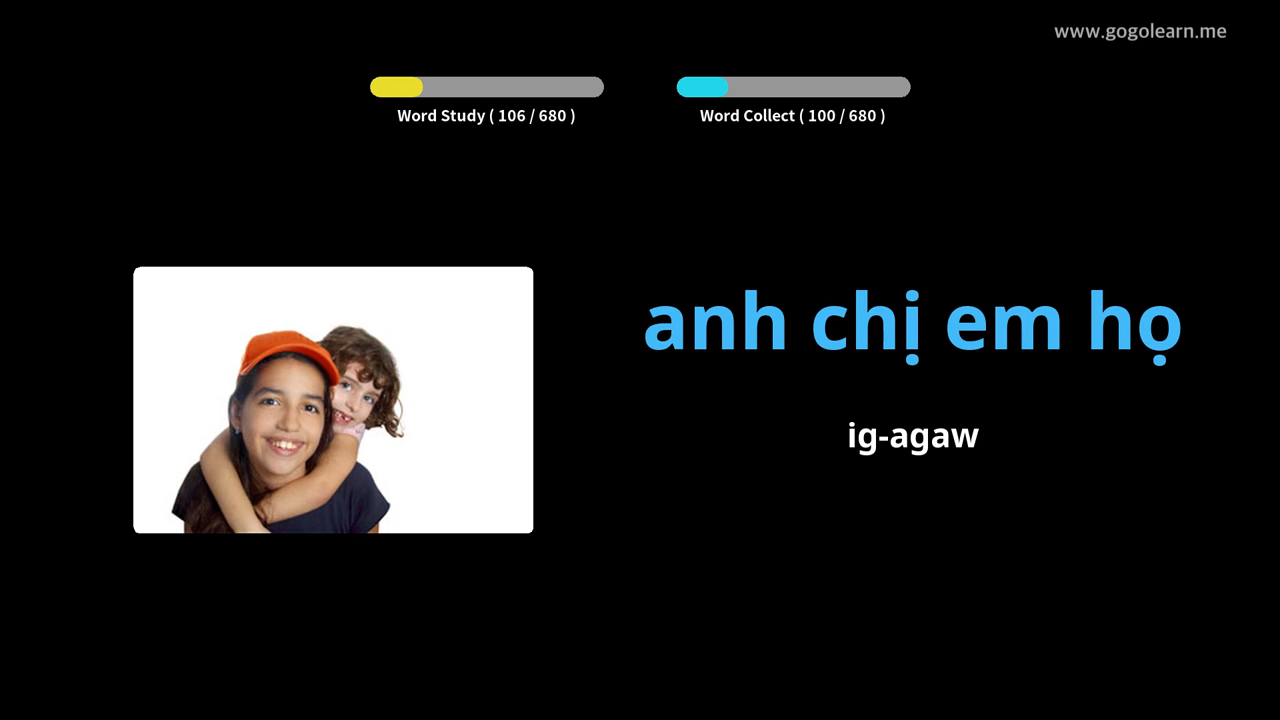 www.gogolearn.me
Word Study ( 106 / 680 )
Word Collect ( 100 / 680 )
anh chị em họ
ig-agaw